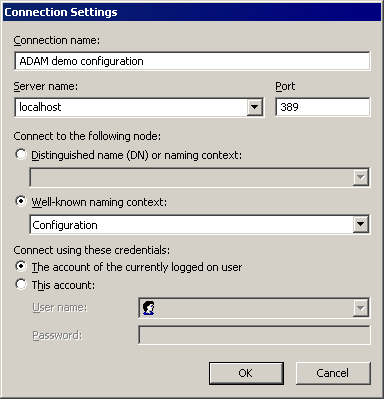 Connection Settings
Connection name:
ADAM demo configuration
Server name: Port
localhost 389
Connect to the following node:
Distinguished name (DN) or naming context:
Well-known naming context:
Configuration
Connect using these credentials:
The account of the currently logged on user
This account:
User name:
Password:
OK Cancel